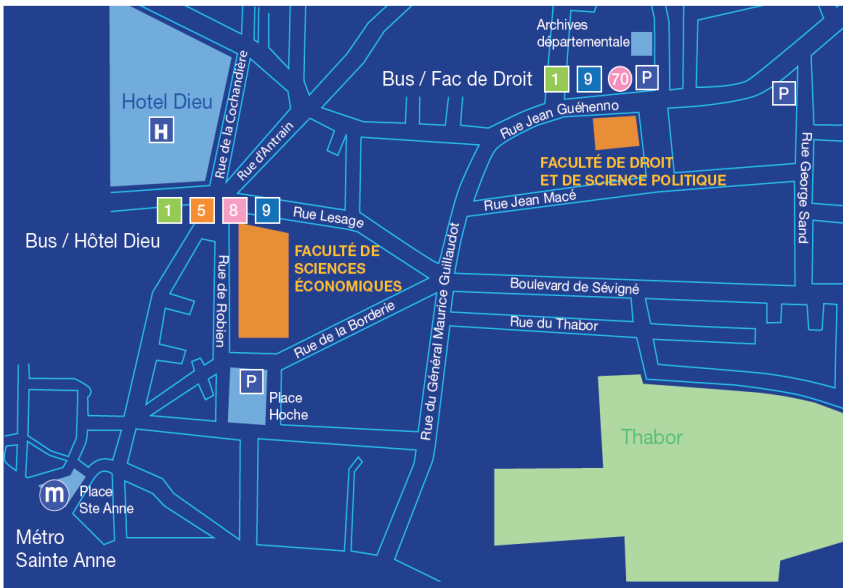 Archives
départementale
Bus / Fac de Droit 1 9 70 P
Hotel Dieu
H
Rue de la Cochandière
Rue d'Antrain
Rue Jean Guéhenno
P
FACULTÉ DE DROIT
ET DE SCIENCE POLITIQUE
Rue George Sand
Rue Jean Macé
1 5 8 9
Bus / Hôtel Dieu
Rue Lesage
FACULTÉ DE
SCIENCES
ÉCONOMIQUES
Rue de Robien
Rue de la Borderie
Rue du Général Maurice Guillaudot
Boulevard de Sévigné
Rue du Thabor
P
Place
Hoche
Thabor
m
Place
Ste Anne
Métro
Sainte Anne